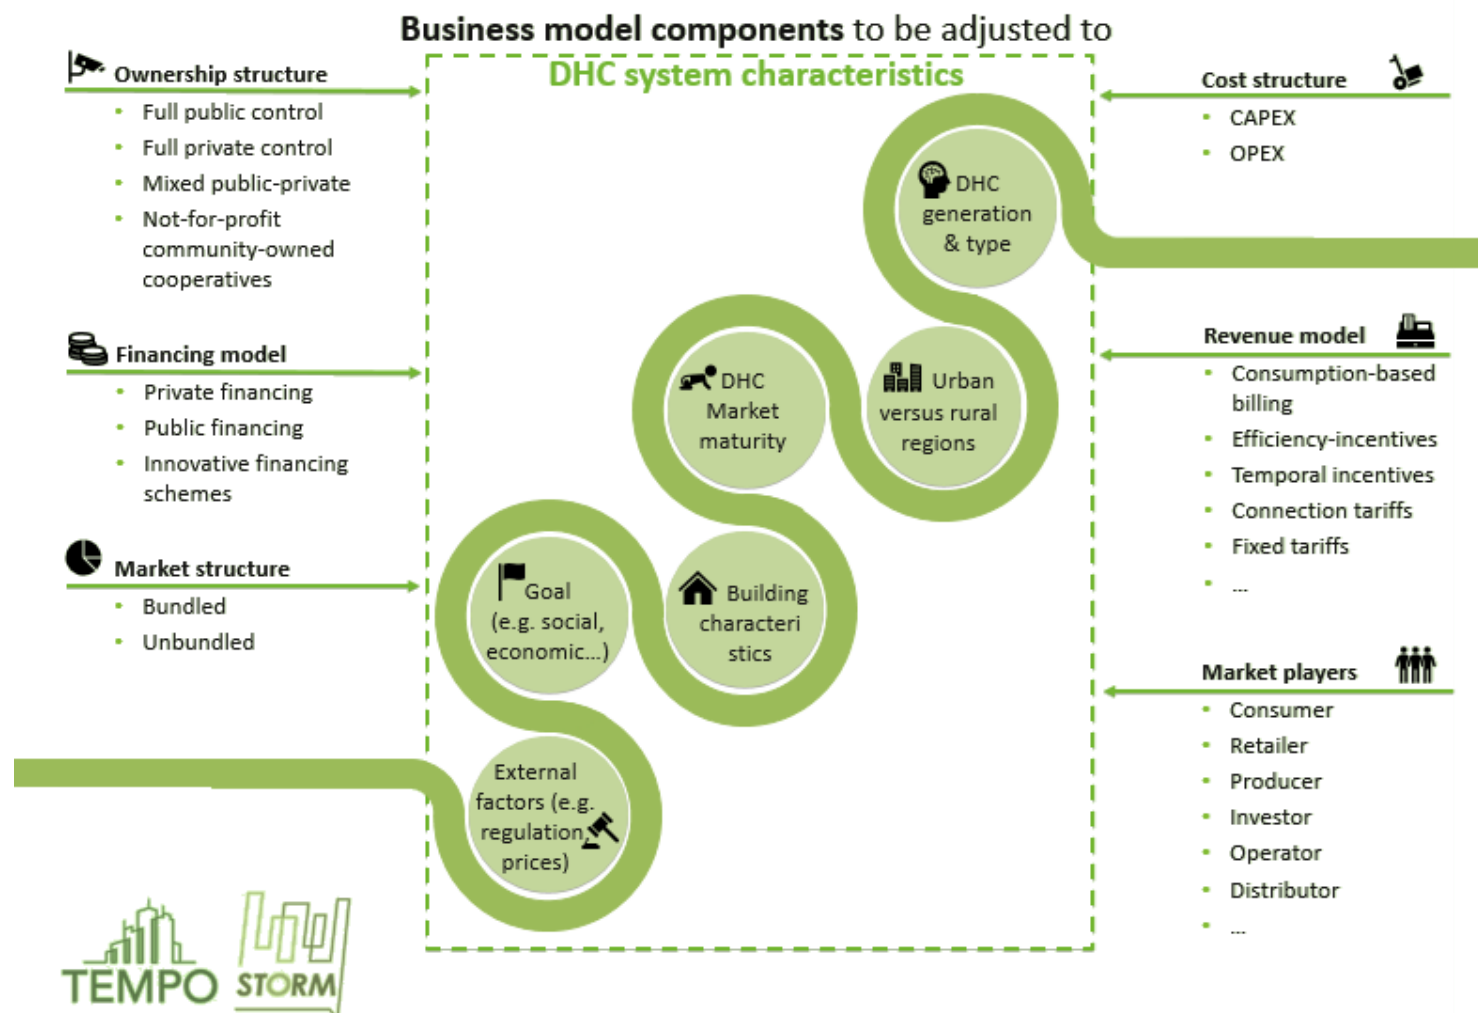 Business model components to be adjusted to
DHC system characteristics
Ownership structure
• Full public control
• Full private control
• Mixed public-private
• Not-for-profit
community-owned
cooperatives
Financing model
• Private financing
• Public financing
• Innovative financing
schemes
Market structure
• Bundled
• Unbundled
DHC
generation
& type
DHC
Market
maturity
Urban
versus rural
regions
Goal
(e.g. social,
economic...)
Building
characteri
stics
External
factors (e.g.
regulation,
prices)
Cost structure
• CAPEX
• OPEX
Revenue model
• Consumption-based
billing
• Efficiency-incentives
• Temporal incentives
• Connection tariffs
• Fixed tariffs
• ...
Market players
• Consumer
• Retailer
• Producer
• Investor
• Operator
• Distributor
• ...
TEMPO
STORM